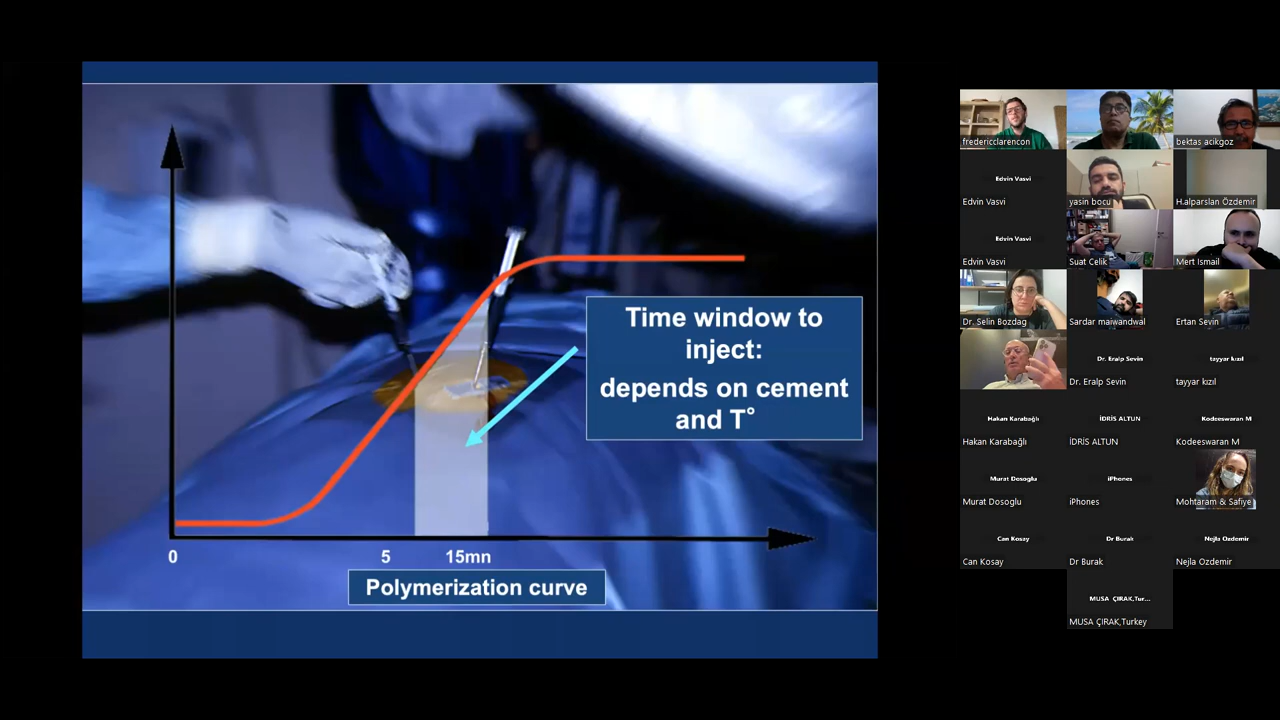 Time window to
inject:
depends on cement
and T°
0
5
15mn
Polymerization curve
fredericclarencon
bektas acikgoz
Edvin Vasvi
Edvin Vasvi
yasin bocu
H.alparslan Özdemir
Edvin Vasvi
Edvin Vasvi
Suat Celik
Mert Ismail
Dr. Selin Bozdag
Sardar maiwandwal
Ertan Sevin
Dr. Eralp Sevin
tayyar kızıl
Dr. Eralp Sevin
tayyar kızıl
Hakan Karabağlı
İDRİS ALTUN
Kodeeswaran M
Hakan Karabağlı
İDRİS ALTUN
Kodeeswaran M
Murat Dosoglu
iPhones
Murat Dosoglu
iPhones
Mohtaram & Safiye
Can Kosay
Dr Burak
Nejla Ozdemir
Can Kosay
Dr Burak
Nejla Ozdemir
MUSA ÇIRAK,Tur...
MUSA ÇIRAK,Turkey